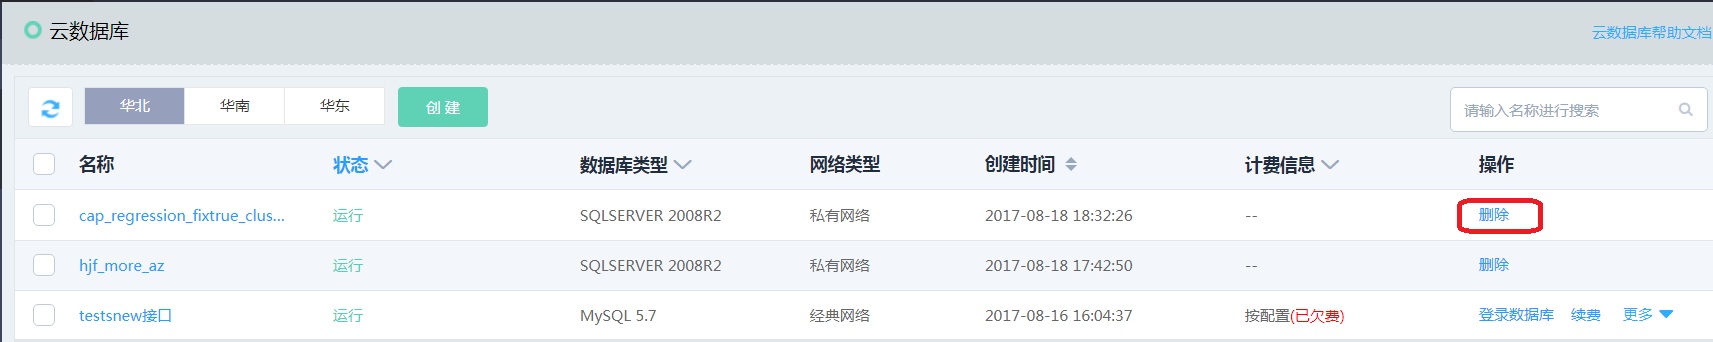 云数据库
云数据库帮助文档
华北 华南 华东 创建 请输入名称进行搜索
名称 状态 数据库类型 网络类型 创建时间 计费信息 操作
cap_regression_fixtrue_clus... 运行 SQLSERVER 2008R2 私有网络 2017-08-18 18:32:26 -- 删除
hjf_more_az 运行 SQLSERVER 2008R2 私有网络 2017-08-18 17:42:50 -- 删除
testsnew接口 运行 MySQL 5.7 经典网络 2017-08-16 16:04:37 按配置(已欠费) 登录数据库 续费 更多